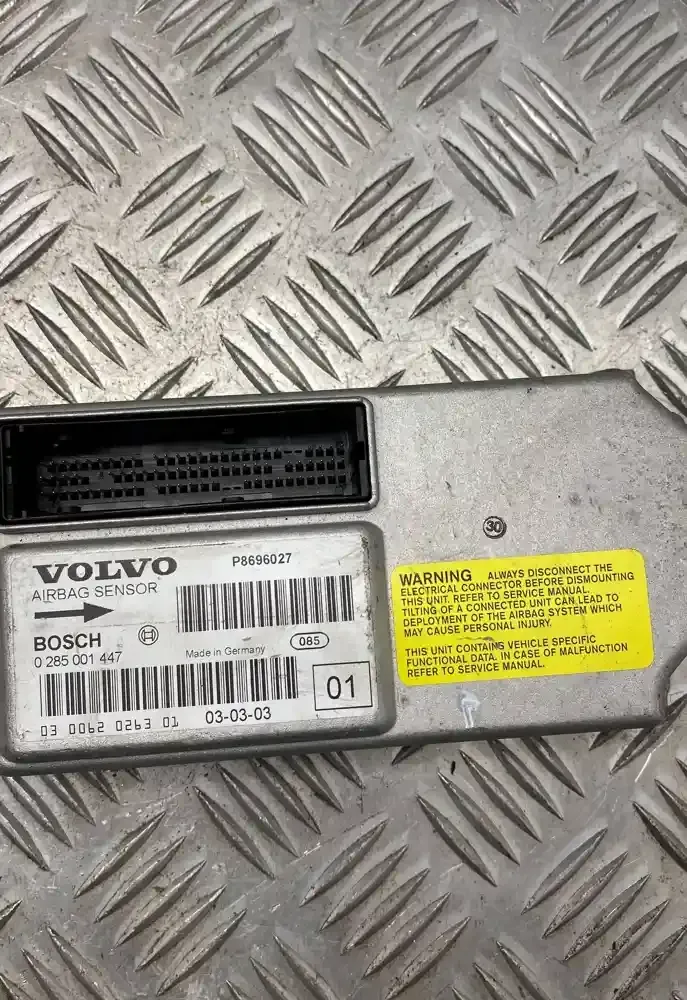 VOLVO
P8696027
AIRBAG SENSOR
BOSCH
0 285 001 447
Made in Germany
085
03 0062 0263 01
03-03-03
01
30
WARNING ALWAYS DISCONNECT THE
ELECTRICAL CONNECTOR BEFORE DISMOUNTING
THIS UNIT. REFER TO SERVICE MANUAL.
TILTING OF A CONNECTED UNIT CAN LEAD TO
DEPLOYMENT OF THE AIRBAG SYSTEM WHICH
MAY CAUSE PERSONAL INJURY.
THIS UNIT CONTAINS VEHICLE SPECIFIC
FUNCTIONAL DATA. IN CASE OF MALFUNCTION
REFER TO SERVICE MANUAL.